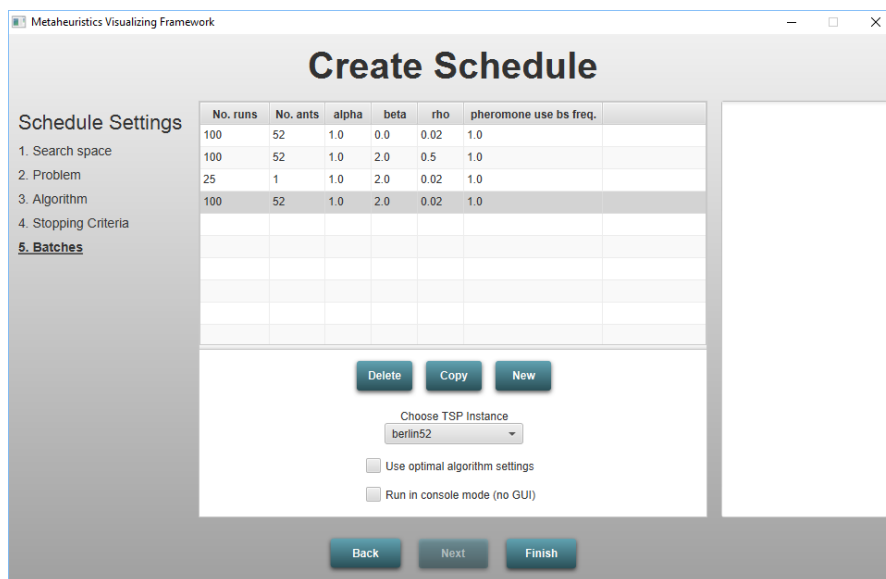 Metaheuristics Visualizing Framework
Create Schedule
Schedule Settings
1. Search space
2. Problem
3. Algorithm
4. Stopping Criteria
5. Batches
No. runs No. ants alpha beta rho pheromone use bs freq.
100 52 1.0 0.0 0.02 1.0
100 52 1.0 2.0 0.5 1.0
25 1 1.0 2.0 0.02 1.0
100 52 1.0 2.0 0.02 1.0
Delete Copy New
Choose TSP Instance
berlin52
Use optimal algorithm settings
Run in console mode (no GUI)
Back Next Finish